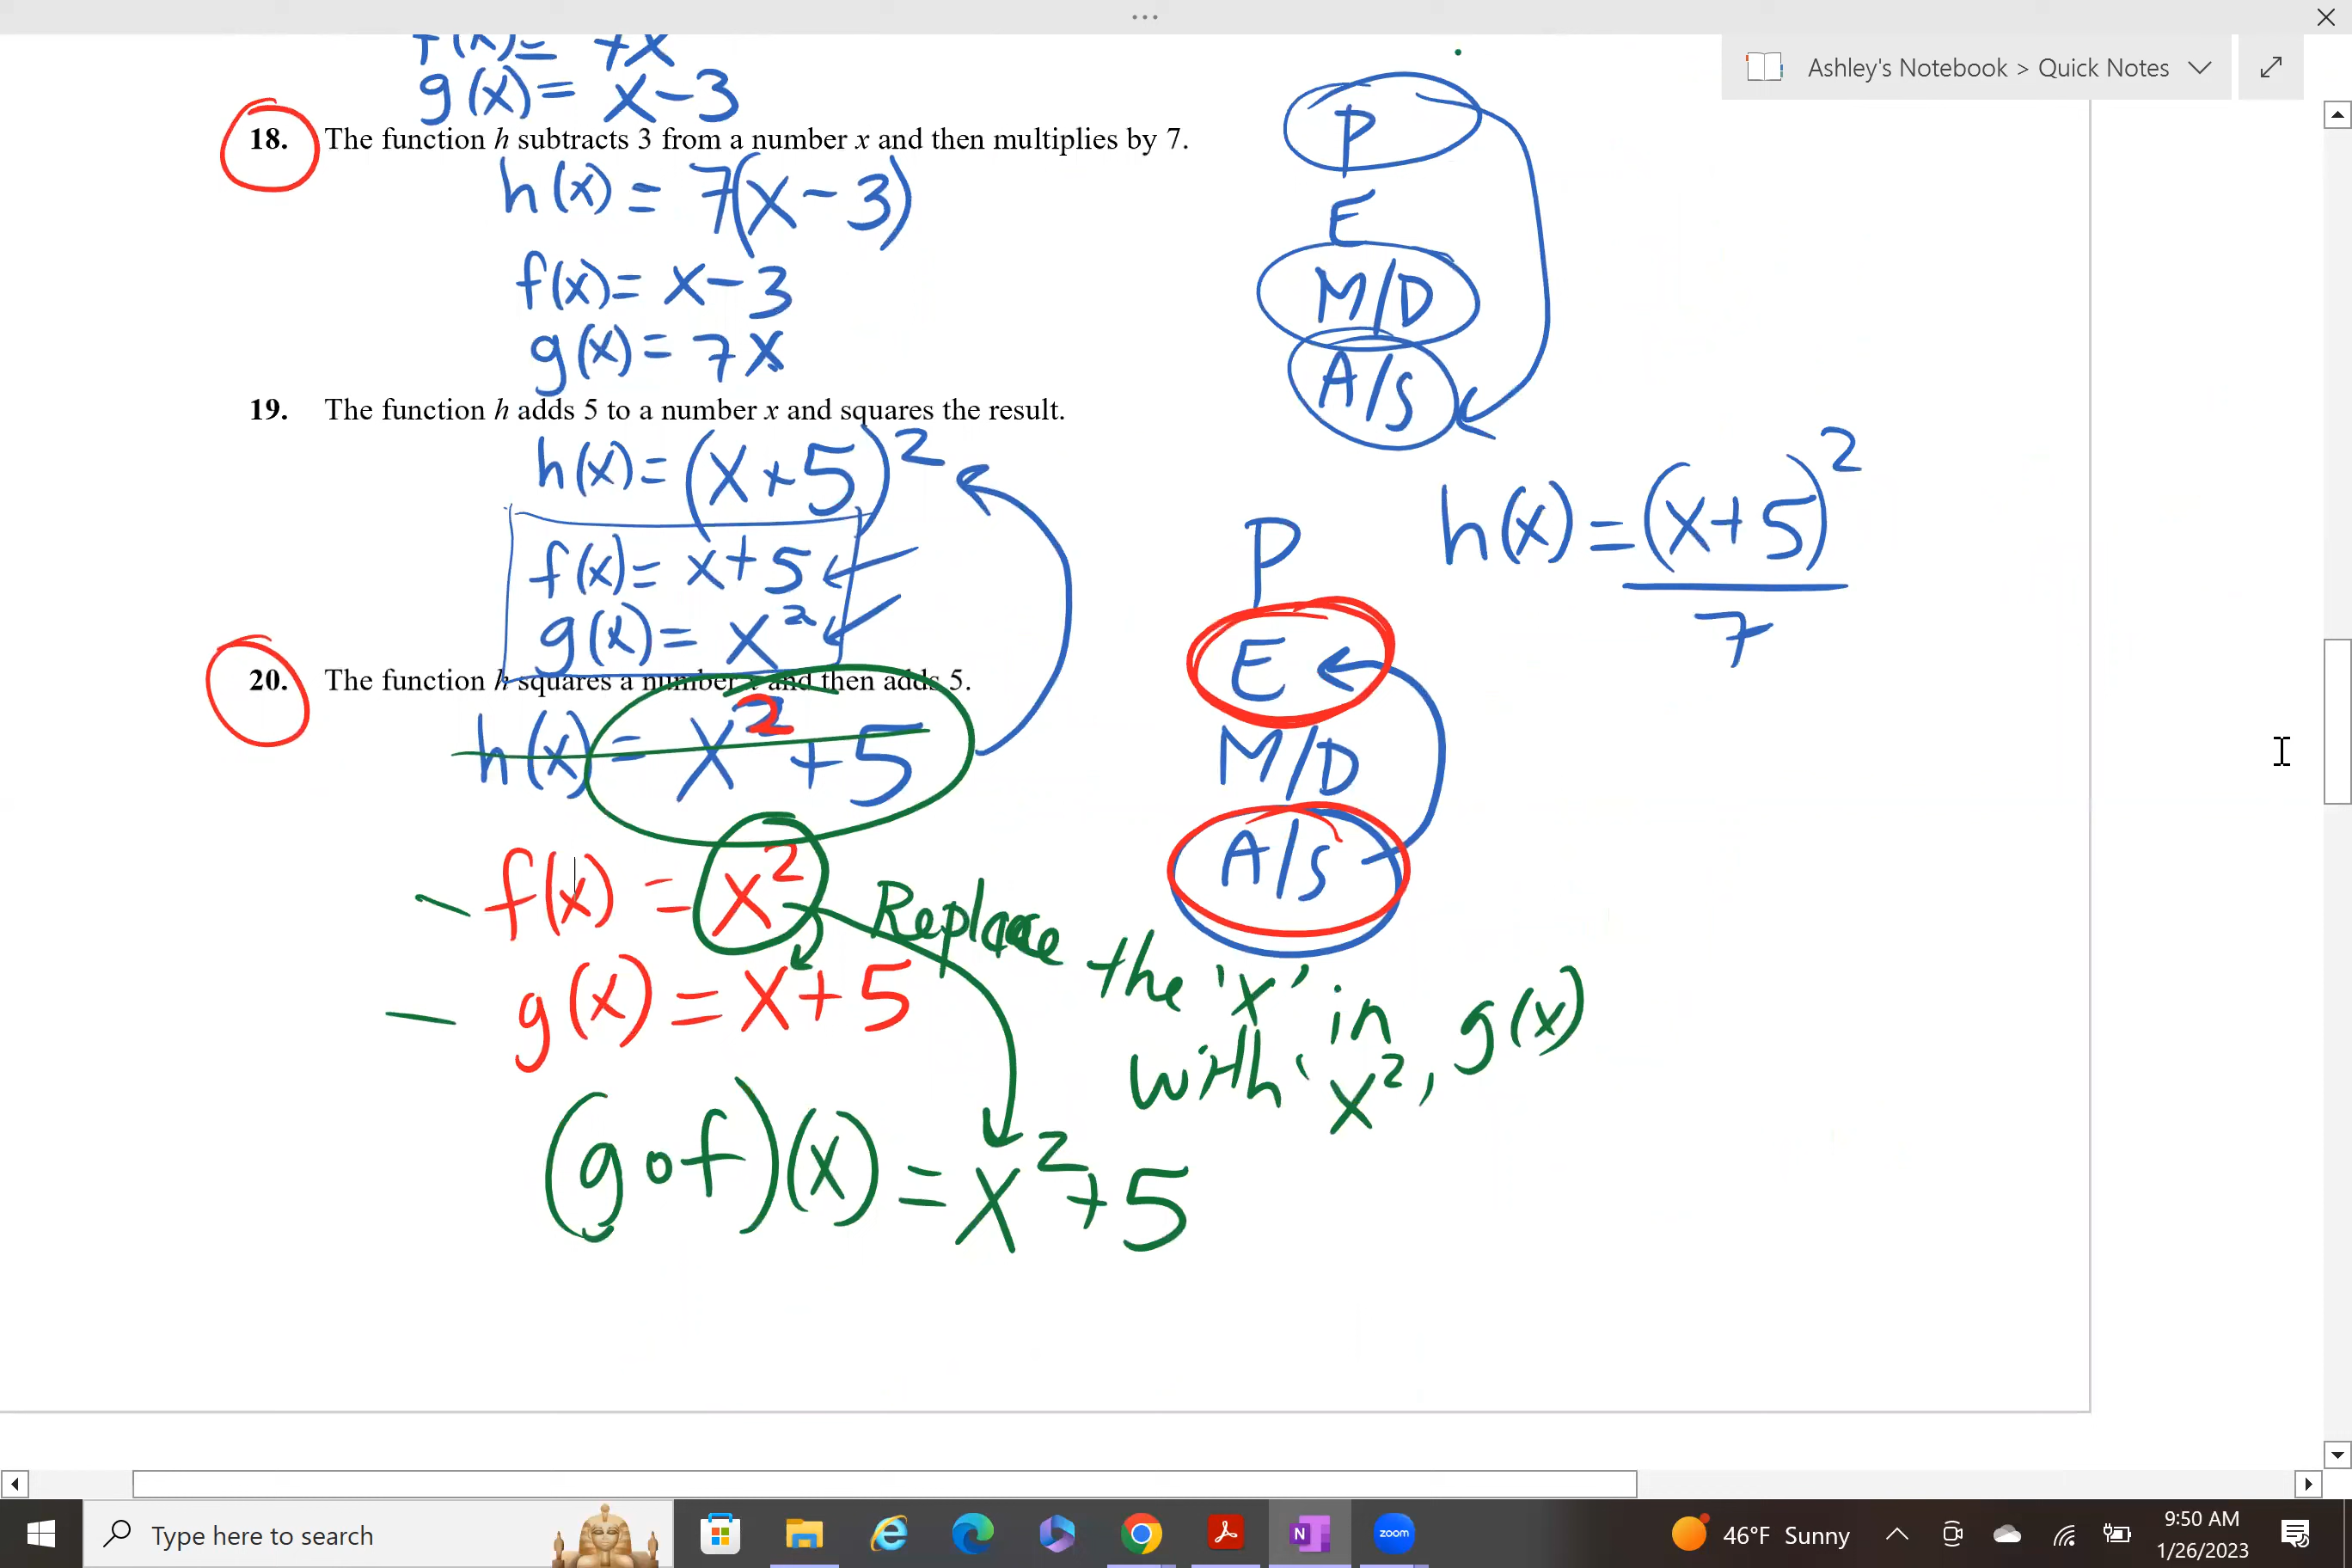 Ashley's Notebook > Quick Notes
f(x) = 7x
g(x) = x-3
18. The function h subtracts 3 from a number x and then multiplies by 7.
h(x) = 7(x-3)
f(x) = x-3
g(x) = 7x
P
E
M/D
A/S
19. The function h adds 5 to a number x and squares the result.
h(x) = (x+5)²
f(x) = x+5
g(x) = x²
h(x) = (x+5)²
7
P
E
M/D
A/S
20. The function h squares a number x and then adds 5.
h(x) = x²+5
f(x) = x²
g(x) = x+5
Replace
the 'x' in g(x)
with 'x²'
(g∘f)(x) = x²+5
Type here to search
zoom
46°F Sunny
9:50 AM
1/26/2023